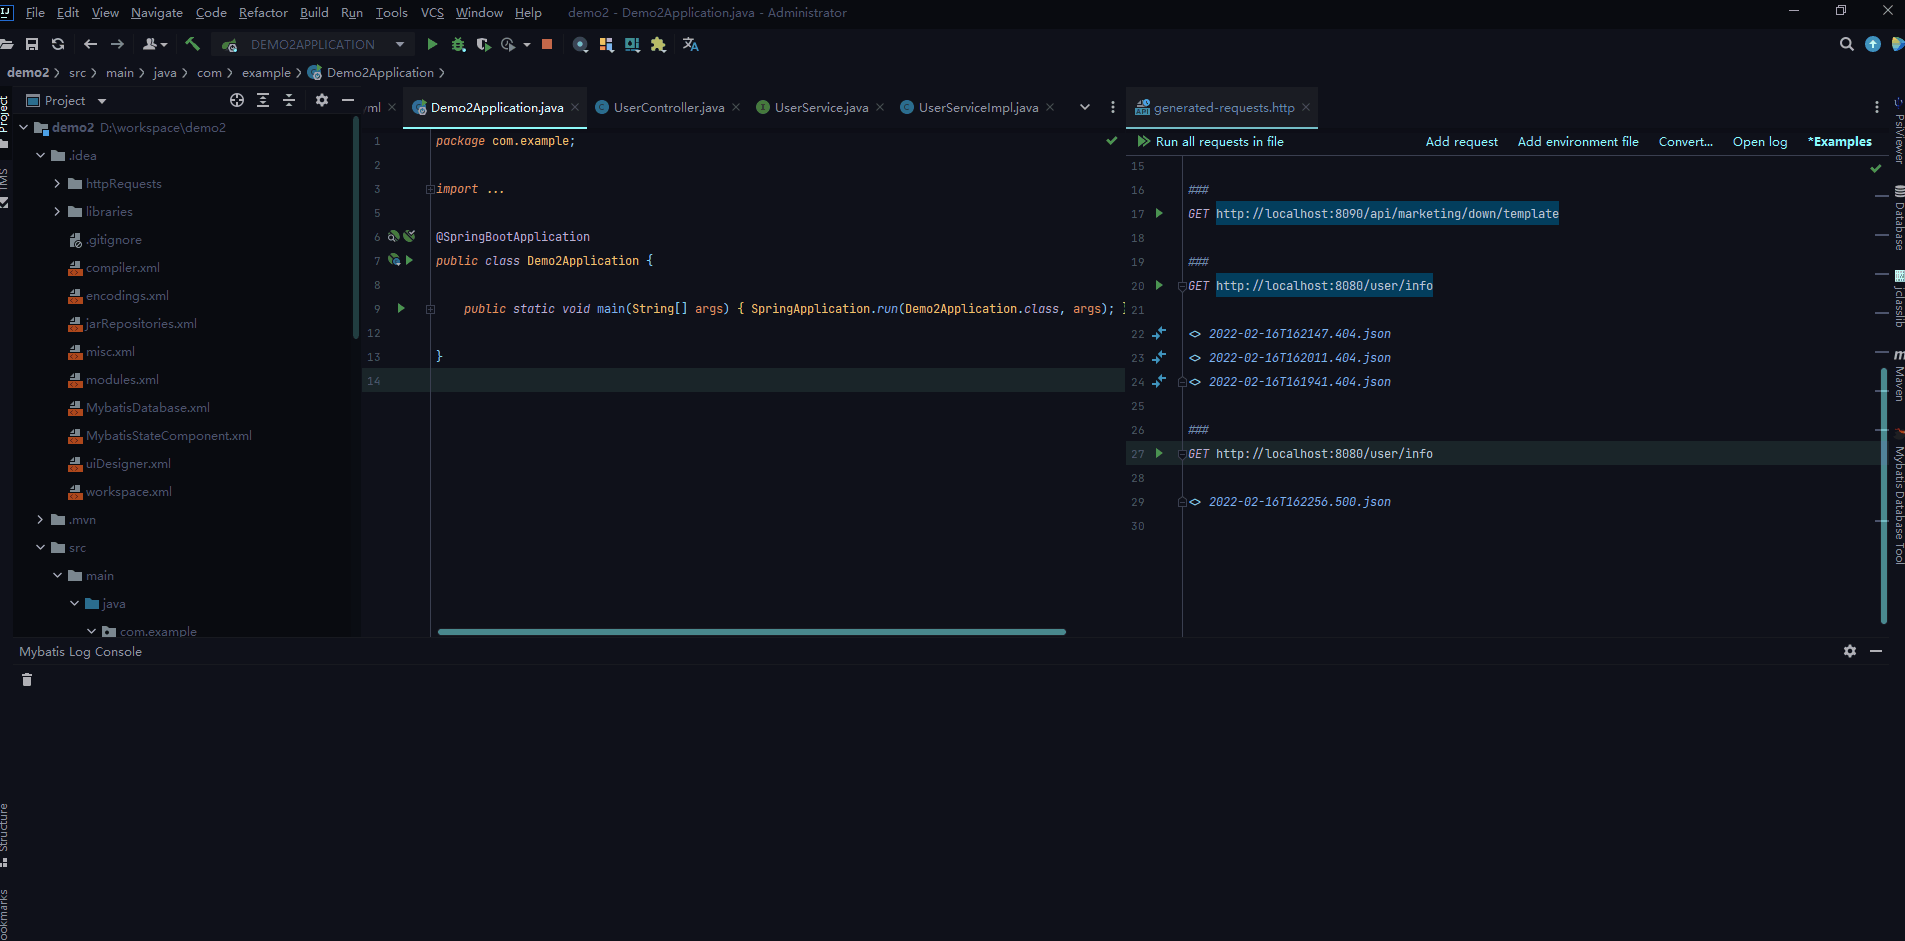 File Edit View Navigate Code Refactor Build Run Tools VCS Window Help demo2 - Demo2Application.java - Administrator
DEMO2APPLICATION
demo2 src main java com example Demo2Application
Project
Project
demo2 D:\workspace\demo2
.idea
httpRequests
libraries
.gitignore
compiler.xml
encodings.xml
jarRepositories.xml
misc.xml
modules.xml
MybatisDatabase.xml
MybatisStateComponent.xml
uiDesigner.xml
workspace.xml
.mvn
src
main
java
com.example
yml Demo2Application.java UserController.java UserService.java UserServiceImpl.java
1 package com.example;
2
3 import ...
5
6 @SpringBootApplication
7 public class Demo2Application {
8
9 public static void main(String[] args) { SpringApplication.run(Demo2Application.class, args); }
12
13 }
14
generated-requests.http
Run all requests in file Add request Add environment file Convert... Open log *Examples
15
16 ###
17 GET http://localhost:8090/api/marketing/down/template
18
19 ###
20 GET http://localhost:8080/user/info
21
22 <> 2022-02-16T162147.404.json
23 <> 2022-02-16T162011.404.json
24 <> 2022-02-16T161941.404.json
25
26 ###
27 GET http://localhost:8080/user/info
28
29 <> 2022-02-16T162256.500.json
30
PsiViewer
Database
jclasslib
Maven
Mybatis Database Tool
Mybatis Log Console
Structure